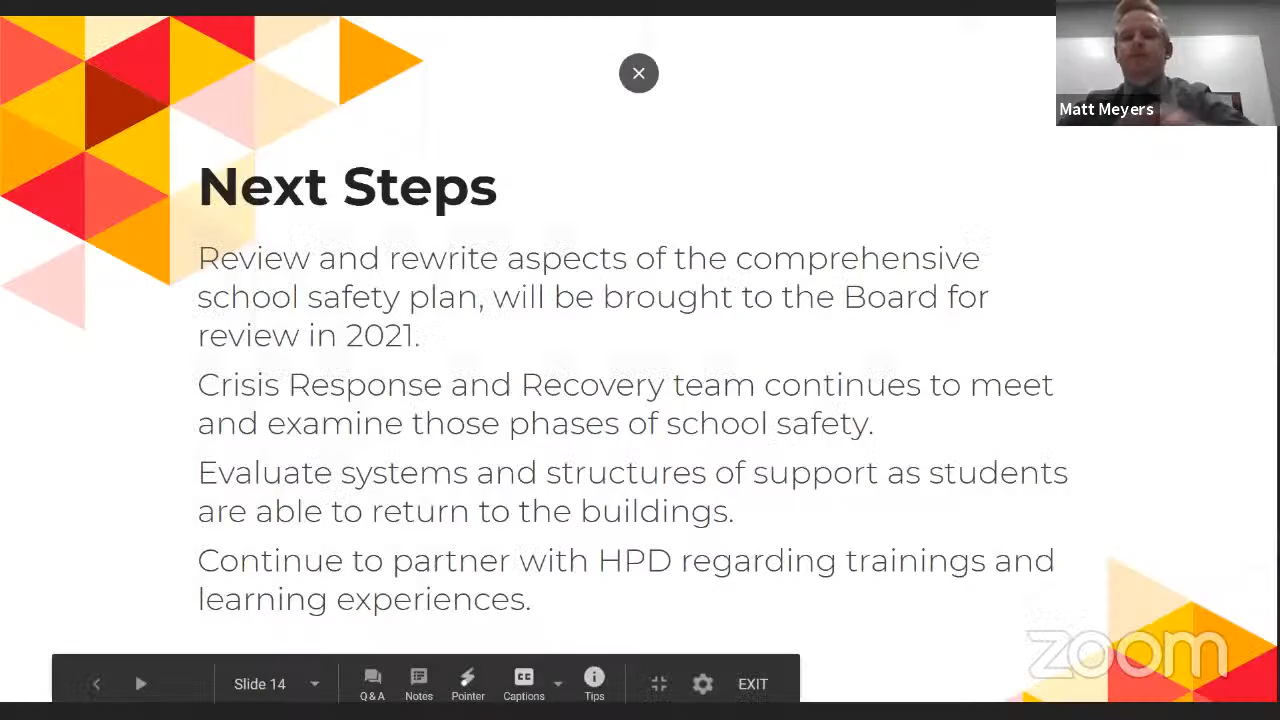 Matt Meyers
Next Steps
Review and rewrite aspects of the comprehensive
school safety plan, will be brought to the Board for
review in 2021.
Crisis Response and Recovery team continues to meet
and examine those phases of school safety.
Evaluate systems and structures of support as students
are able to return to the buildings.
Continue to partner with HPD regarding trainings and
learning experiences.
zoom
Slide 14
Q & A
Notes
Pointer
CC
Captions
Tips
EXIT